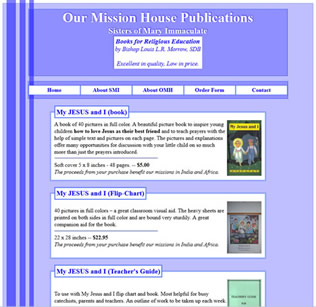 Our Mission House Publications
Sisters of Mary Immaculate
Books for Religious Education
by Bishop Louis L.R. Morrow, SDB
Excellent in quality, Low in price.
Home About SMI About OMH Order Form Contact
My JESUS and I (book)
A book of 40 pictures in full color. A beautiful picture book to inspire young
children how to love Jesus as their best friend and to teach prayers with the
help of simple text and pictures on each page. The pictures and explanations
offer many opportunities for discussion with your little child on so much
more than just the prayers introduced.
Soft cover 5 x 8 inches - 48 pages. -- $5.00
The proceeds from your purchase benefit our missions in India and Africa.
My Jesus and I
My JESUS and I (Flip-Chart)
40 pictures in full colors ~ a great classroom visual aid. The heavy sheets are
printed on both sides in full color and are bound very sturdily. A great
companion aid for the book.
22 x 28 inches -- $22.95
The proceeds from your purchase benefit our missions in India and Africa.
My JESUS and I (Teacher's Guide)
To use with My Jesus and I flip chart and book. Most helpful for busy
catechists, parents and teachers. An outline of work to be taken up each week